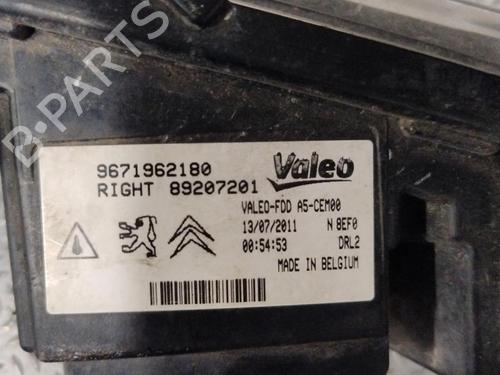 B-PARTS
9671962180
Valeo
RIGHT 89207201
VALEO-FDD A5-CEM00
13/07/2011 N 8EF0
00:54:53 DRL2
MADE IN BELGIUM